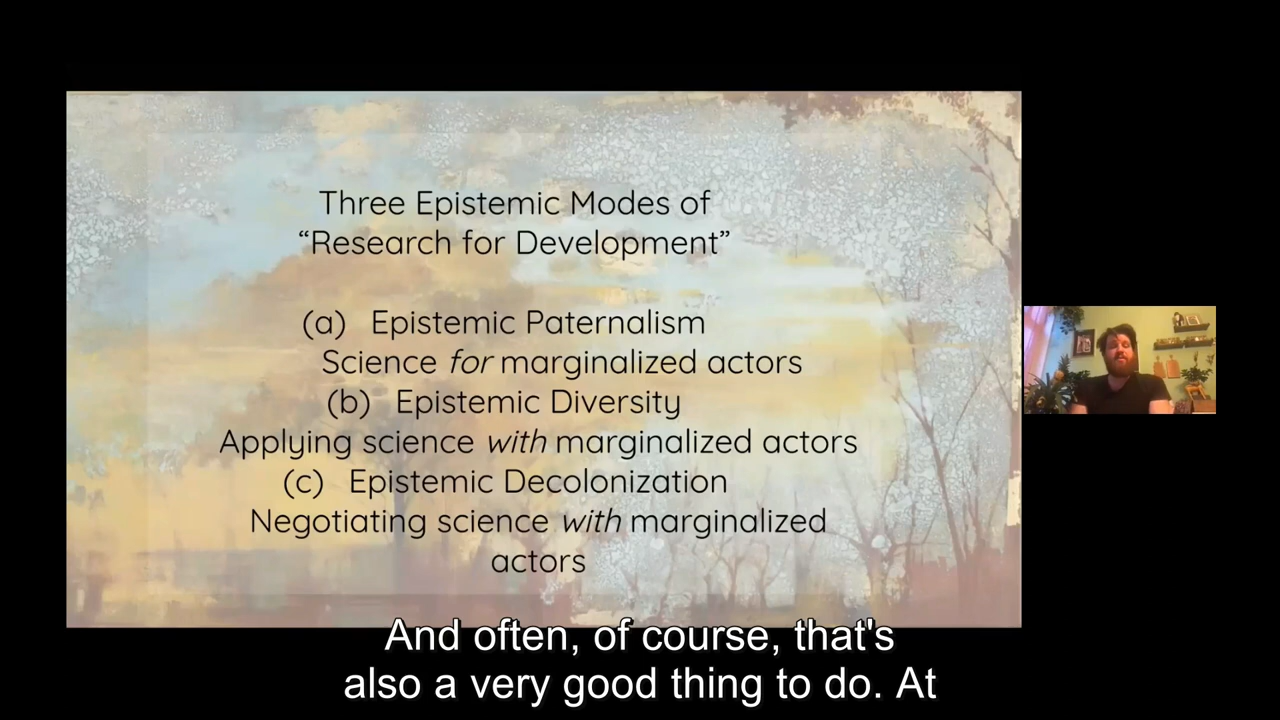 Three Epistemic Modes of
“Research for Development”
(a) Epistemic Paternalism
Science for marginalized actors
(b) Epistemic Diversity
Applying science with marginalized actors
(c) Epistemic Decolonization
Negotiating science with marginalized
actors
And often, of course, that's
also a very good thing to do. At